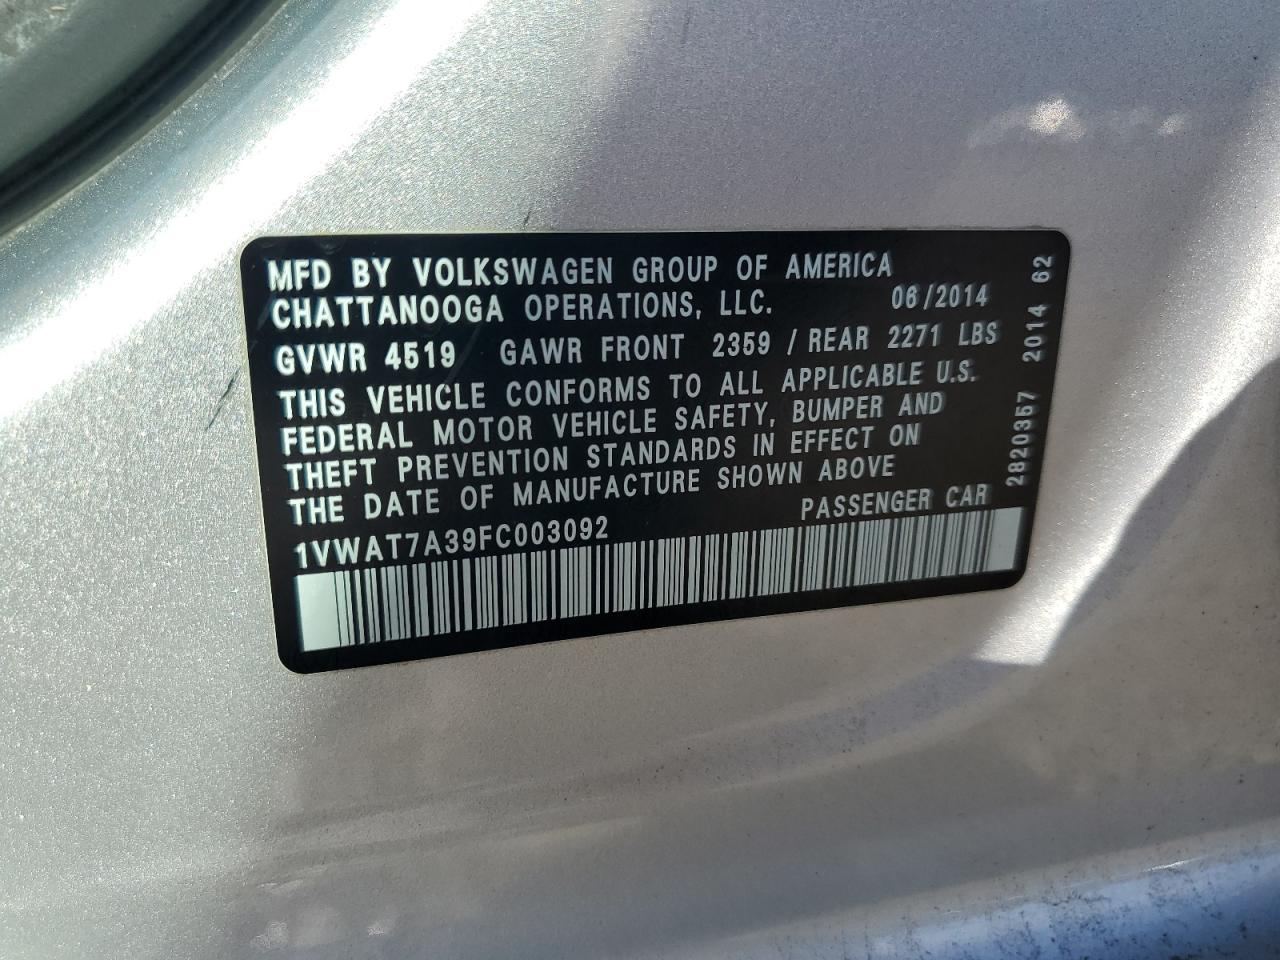 MFD BY VOLKSWAGEN GROUP OF AMERICA
CHATTANOOGA OPERATIONS, LLC. 06/2014
GVWR 4519 GAWR FRONT 2359 / REAR 2271 LBS
THIS VEHICLE CONFORMS TO ALL APPLICABLE U.S.
FEDERAL MOTOR VEHICLE SAFETY, BUMPER AND
THEFT PREVENTION STANDARDS IN EFFECT ON
THE DATE OF MANUFACTURE SHOWN ABOVE
PASSENGER CAR
1VWAT7A39FC003092
2820357 2014 62